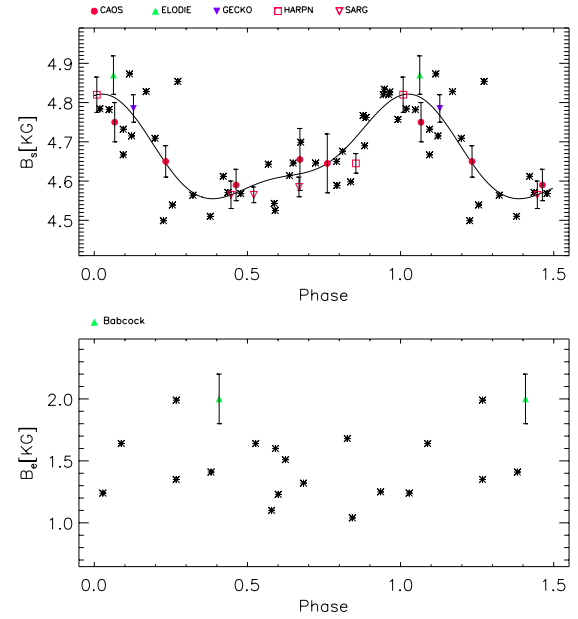 CAOS ELODIE GECKO HARPN SARG
4.9
4.8
4.7
4.6
4.5
Bs[KG]
0.0 0.5 1.0 1.5
Phase
Babcock
2.0
1.5
1.0
Be[KG]
0.0 0.5 1.0 1.5
Phase